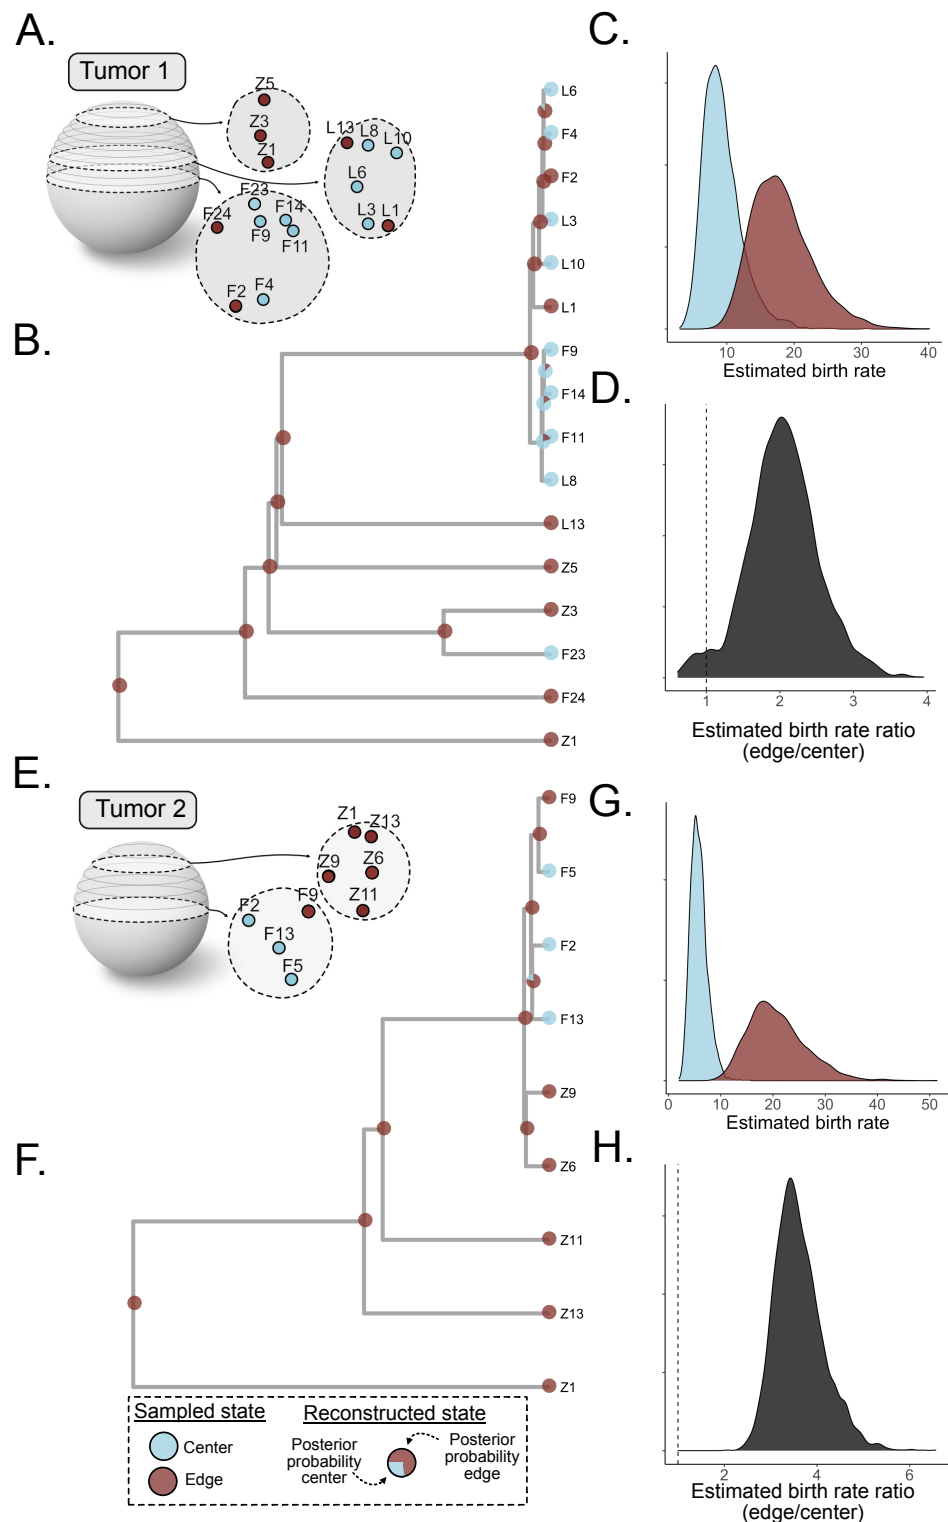 A.
Tumor 1
Z5
Z3
Z1
L13
L8
L10
L6
L3
L1
F23
F24
F14
F9
F11
F2
F4
B.
L6
F4
F2
L3
L10
L1
F9
F14
F11
L8
L13
Z5
Z3
F23
F24
Z1
C.
10
20
30
40
Estimated birth rate
D.
1
2
3
4
Estimated birth rate ratio
(edge/center)
E.
Tumor 2
Z1
Z13
Z9
Z6
Z11
F2
F9
F13
F5
F.
F9
F5
F2
F13
Z9
Z6
Z11
Z13
Z1
G.
0
10
20
30
40
50
Estimated birth rate
H.
2
4
6
Estimated birth rate ratio
(edge/center)
Sampled state
Center
Edge
Reconstructed state
Posterior
probability
center
Posterior
probability
edge